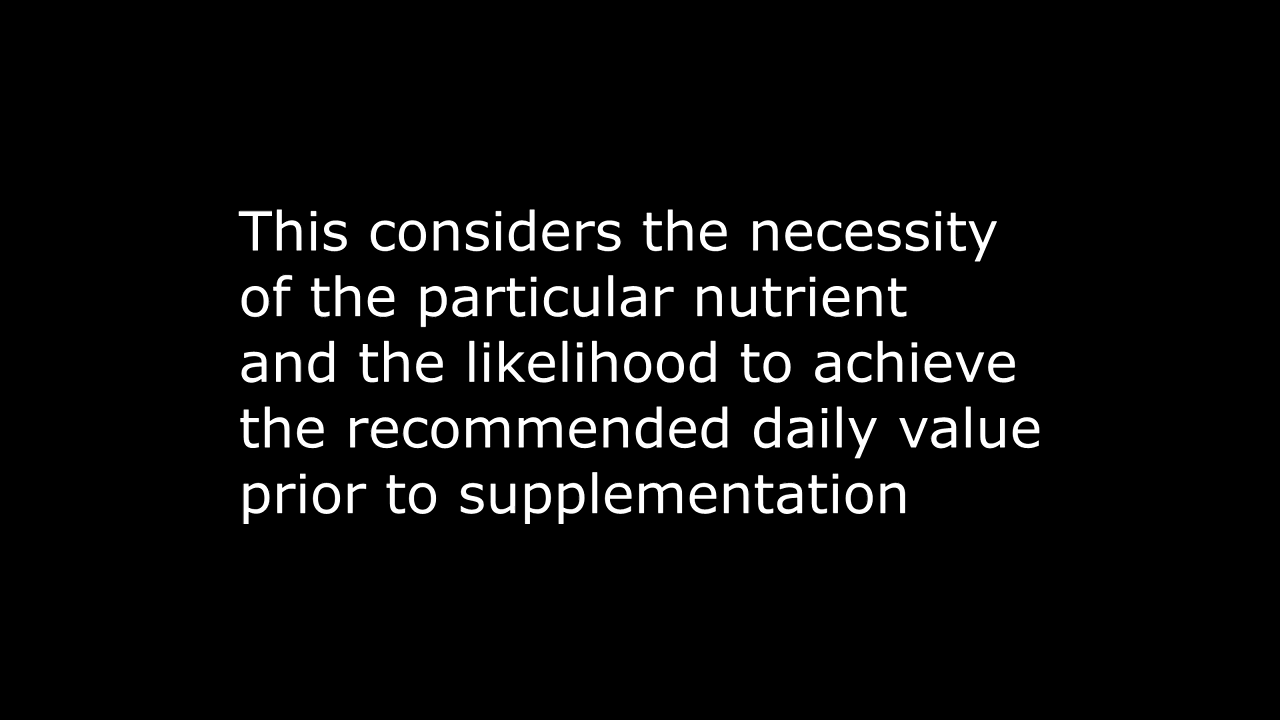 This considers the necessity
of the particular nutrient
and the likelihood to achieve
the recommended daily value
prior to supplementation